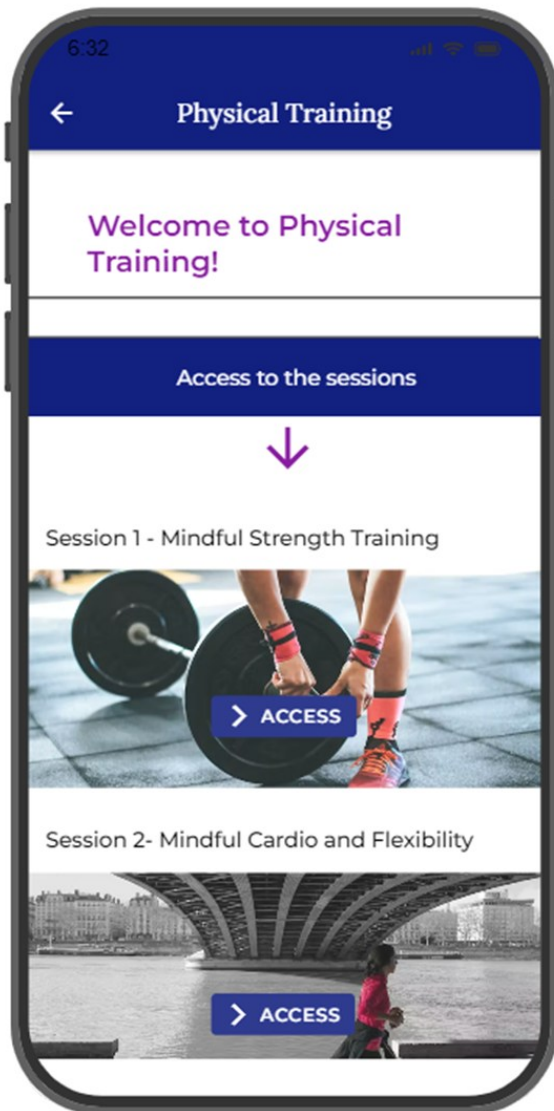 6:32
Physical Training
Welcome to Physical
Training!
Access to the sessions
Session 1 - Mindful Strength Training
ACCESS
Session 2- Mindful Cardio and Flexibility
ACCESS